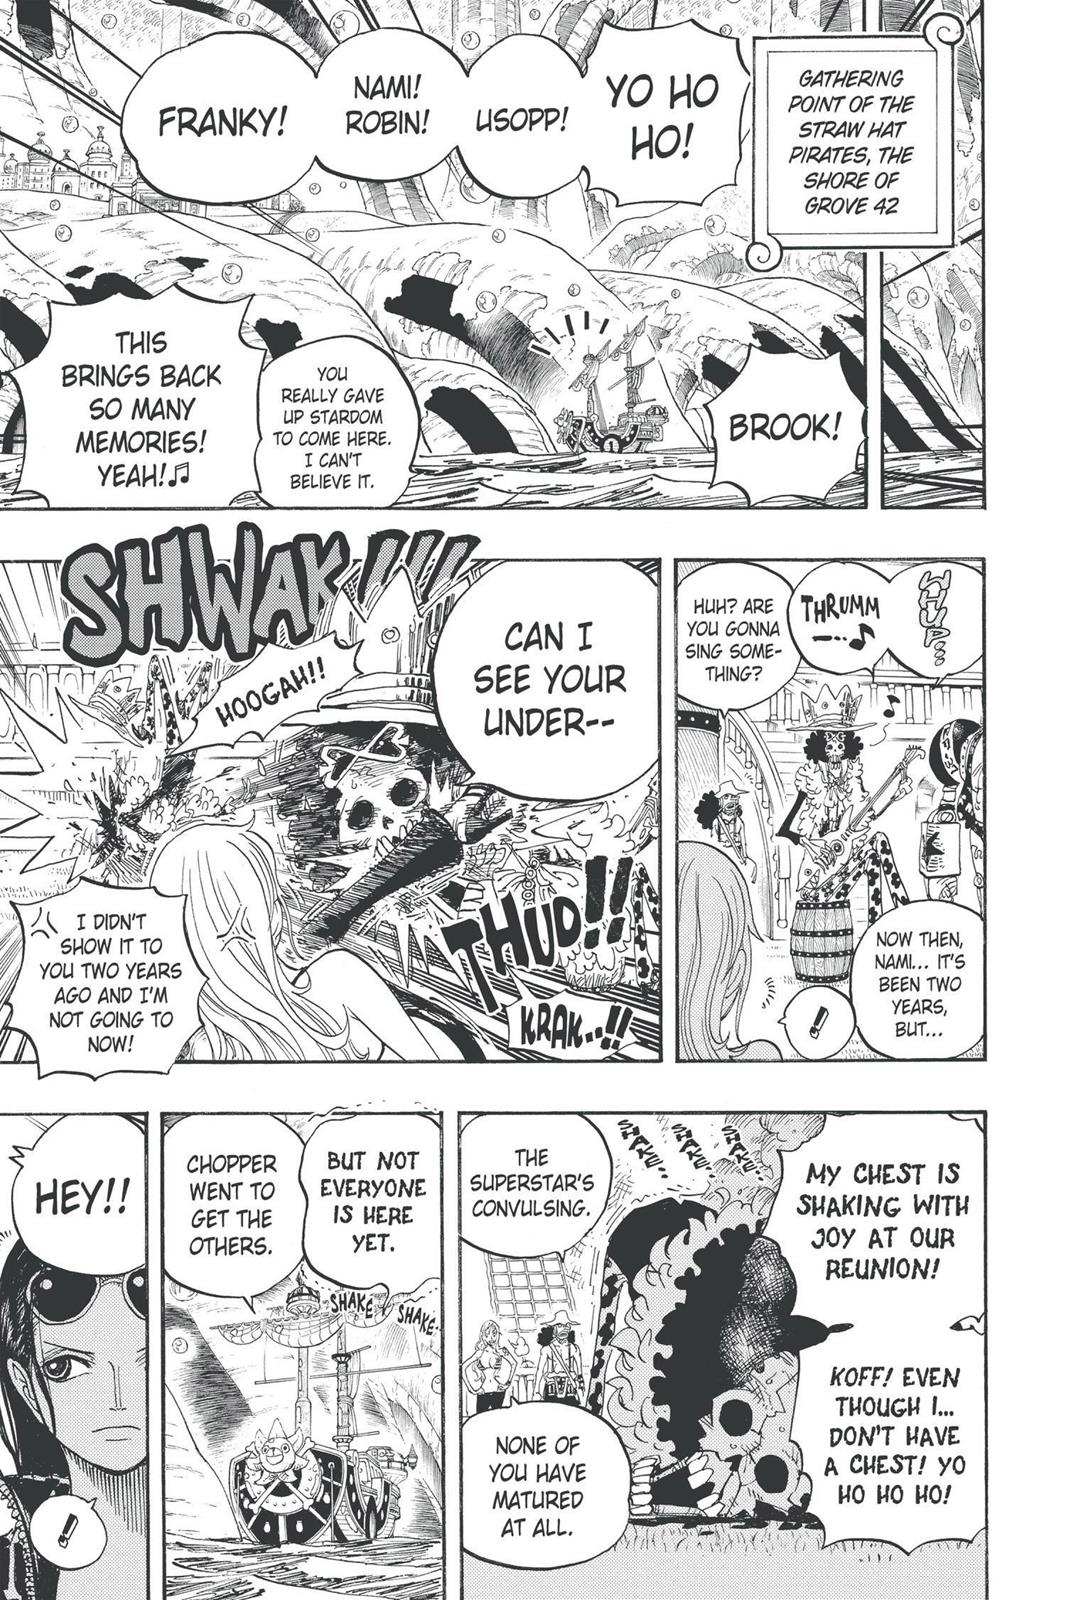 GATHERING
POINT OF THE
STRAW HAT
PIRATES, THE
SHORE OF
GROVE 42
YO HO
HO!
USOPP!
NAMI!
ROBIN!
FRANKY!
BROOK!
YOU
REALLY GAVE
UP STARDOM
TO COME HERE.
I CAN'T
BELIEVE IT.
THIS
BRINGS BACK
SO MANY
MEMORIES!
YEAH!♫
WHUP...
THRUMM
HUH? ARE
YOU GONNA
SING SOME-
THING?
NOW THEN,
NAMI... IT'S
BEEN TWO
YEARS,
BUT...
!
CAN I
SEE YOUR
UNDER--
SHWAK!!!
HOOGAH!!
THUD!!
KRAK..!!
I DIDN'T
SHOW IT TO
YOU TWO YEARS
AGO AND I'M
NOT GOING TO
NOW!
MY CHEST IS
SHAKING WITH
JOY AT OUR
REUNION!
KOFF! EVEN
THOUGH I...
DON'T HAVE
A CHEST! YO
HO HO HO!
SHAKE.
SHAKE.
SHAKE.
THE
SUPERSTAR'S
CONVULSING.
NONE OF
YOU HAVE
MATURED
AT ALL.
BUT NOT
EVERYONE
IS HERE
YET.
CHOPPER
WENT TO
GET THE
OTHERS.
SHAKE
SHAKE.
HEY!!
!